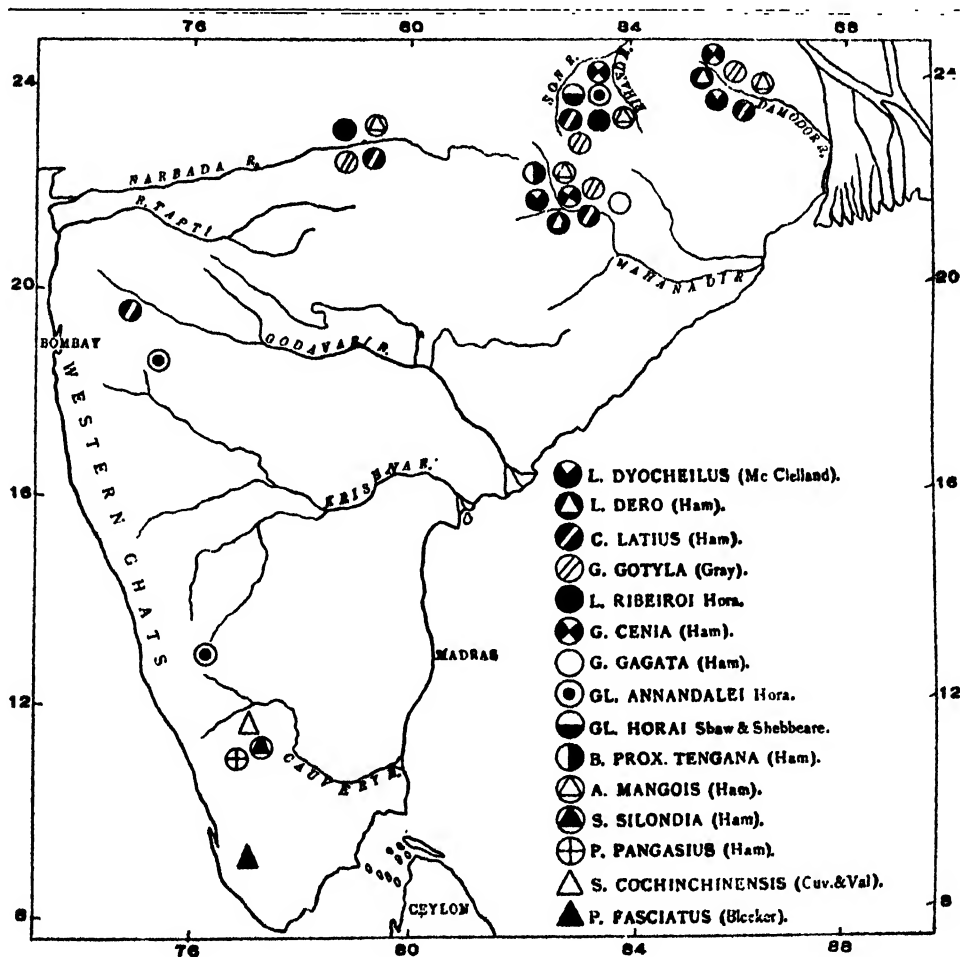 76 80 84 68
24 24
SON R.
RIHAND R.
DAMODOR R.
NARBADA R.
R. TAPTI
MAHANADI R
20 20
BOMBAY
GODAVARI R.
WESTERN GHATS
KRISHNA R.
16 16
L. DYOCHEILUS (Mc Clelland).
L. DERO (Ham).
C. LATIUS (Ham).
G. GOTYLA (Gray).
L. RIBEIROI Hora.
G. CENIA (Ham).
MADRAS
G. GAGATA (Ham).
12 12
GL. ANNANDALEI Hora.
GL. HORAI Shaw & Shebbeare.
B. PROX. TENGANA (Ham).
CAUVERY R.
A. MANGOIS (Ham).
S. SILONDIA (Ham).
P. PANGASIUS (Ham).
S. COCHINCHINENSIS (Cuv.&Val).
CEYLON
P. FASCIATUS (Bleeker).
8 8
76 80 84 88